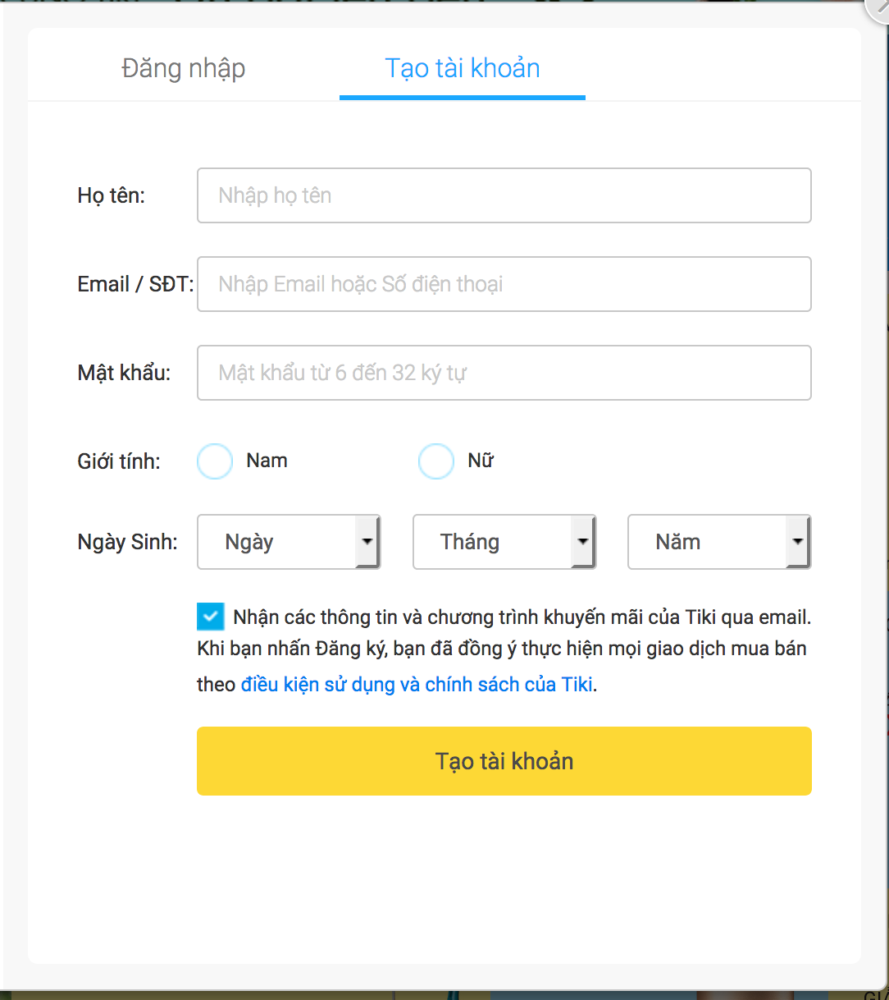 Đăng nhập
Tạo tài khoản
Họ tên:
Nhập họ tên
Email / SĐT:
Nhập Email hoặc Số điện thoại
Mật khẩu:
Mật khẩu từ 6 đến 32 ký tự
Giới tính:
Nam
Nữ
Ngày Sinh:
Ngày
Tháng
Năm
Nhận các thông tin và chương trình khuyến mãi của Tiki qua email.
Khi bạn nhấn Đăng ký, bạn đã đồng ý thực hiện mọi giao dịch mua bán
theo điều kiện sử dụng và chính sách của Tiki.
Tạo tài khoản